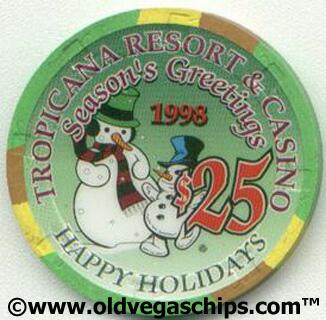 TROPICANA RESORT & CASINO
Season's Greetings
1998
$25
HAPPY HOLIDAYS
©www.oldvegaschips.com™